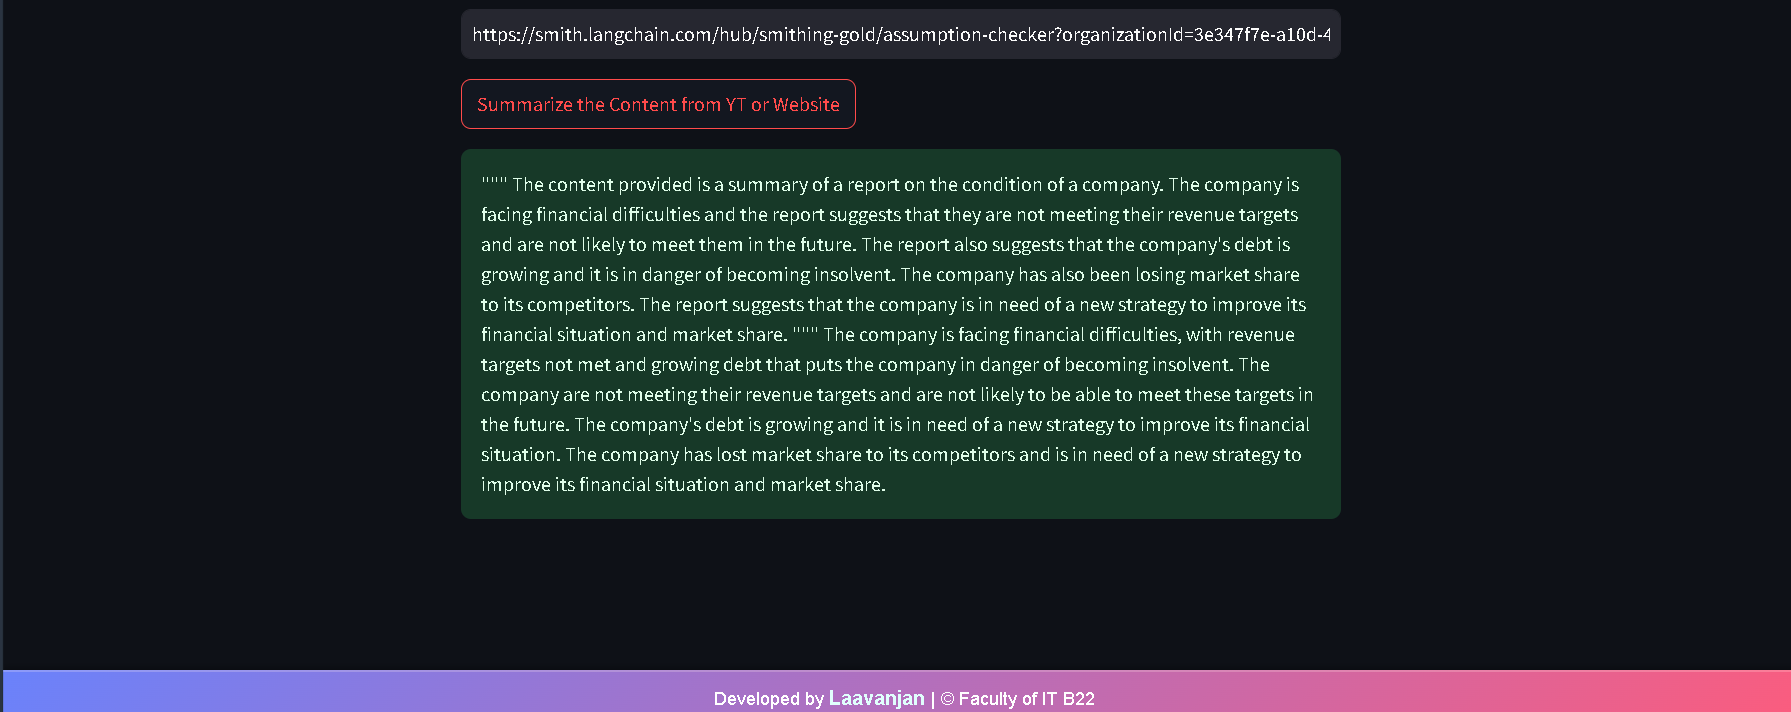 https://smith.langchain.com/hub/smithing-gold/assumption-checker?organizationId=3e347f7e-a10d-4
Summarize the Content from YT or Website
""" The content provided is a summary of a report on the condition of a company. The company is
facing financial difficulties and the report suggests that they are not meeting their revenue targets
and are not likely to meet them in the future. The report also suggests that the company's debt is
growing and it is in danger of becoming insolvent. The company has also been losing market share
to its competitors. The report suggests that the company is in need of a new strategy to improve its
financial situation and market share. """ The company is facing financial difficulties, with revenue
targets not met and growing debt that puts the company in danger of becoming insolvent. The
company are not meeting their revenue targets and are not likely to be able to meet these targets in
the future. The company's debt is growing and it is in need of a new strategy to improve its financial
situation. The company has lost market share to its competitors and is in need of a new strategy to
improve its financial situation and market share.
Developed by Laavanjan | © Faculty of IT B22